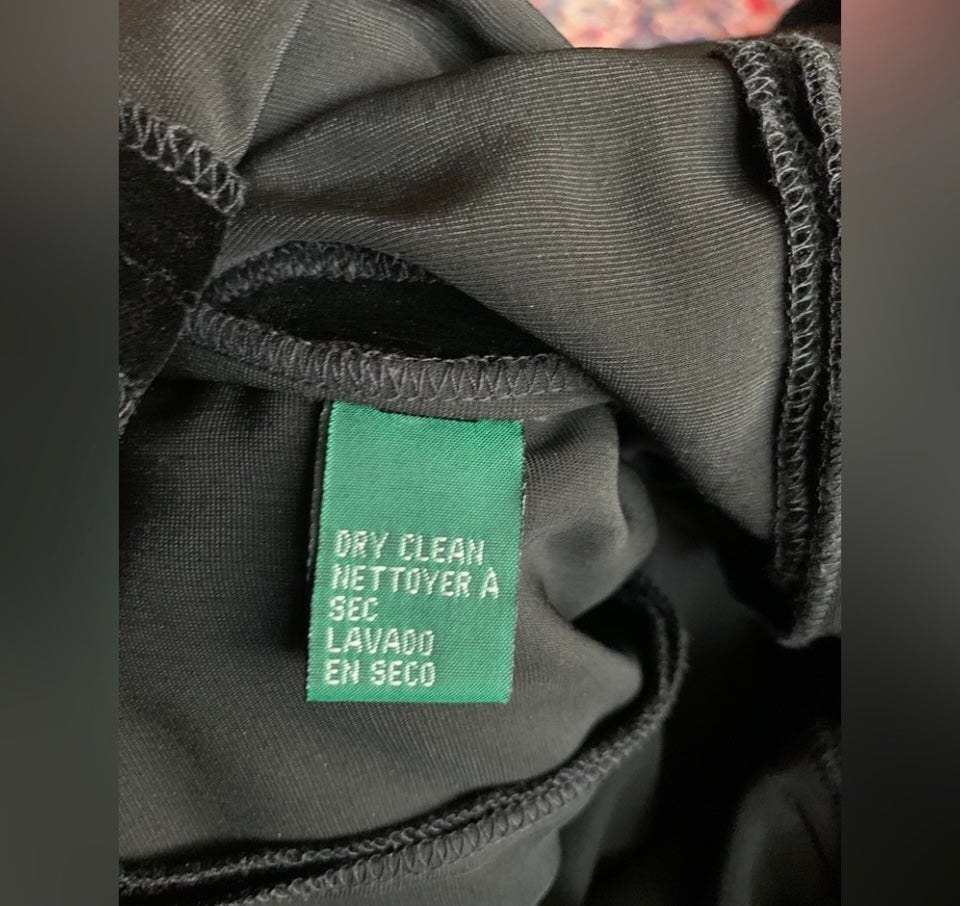 DRY CLEAN
NETTOYER À
SEC
LAVADO
EN SECO